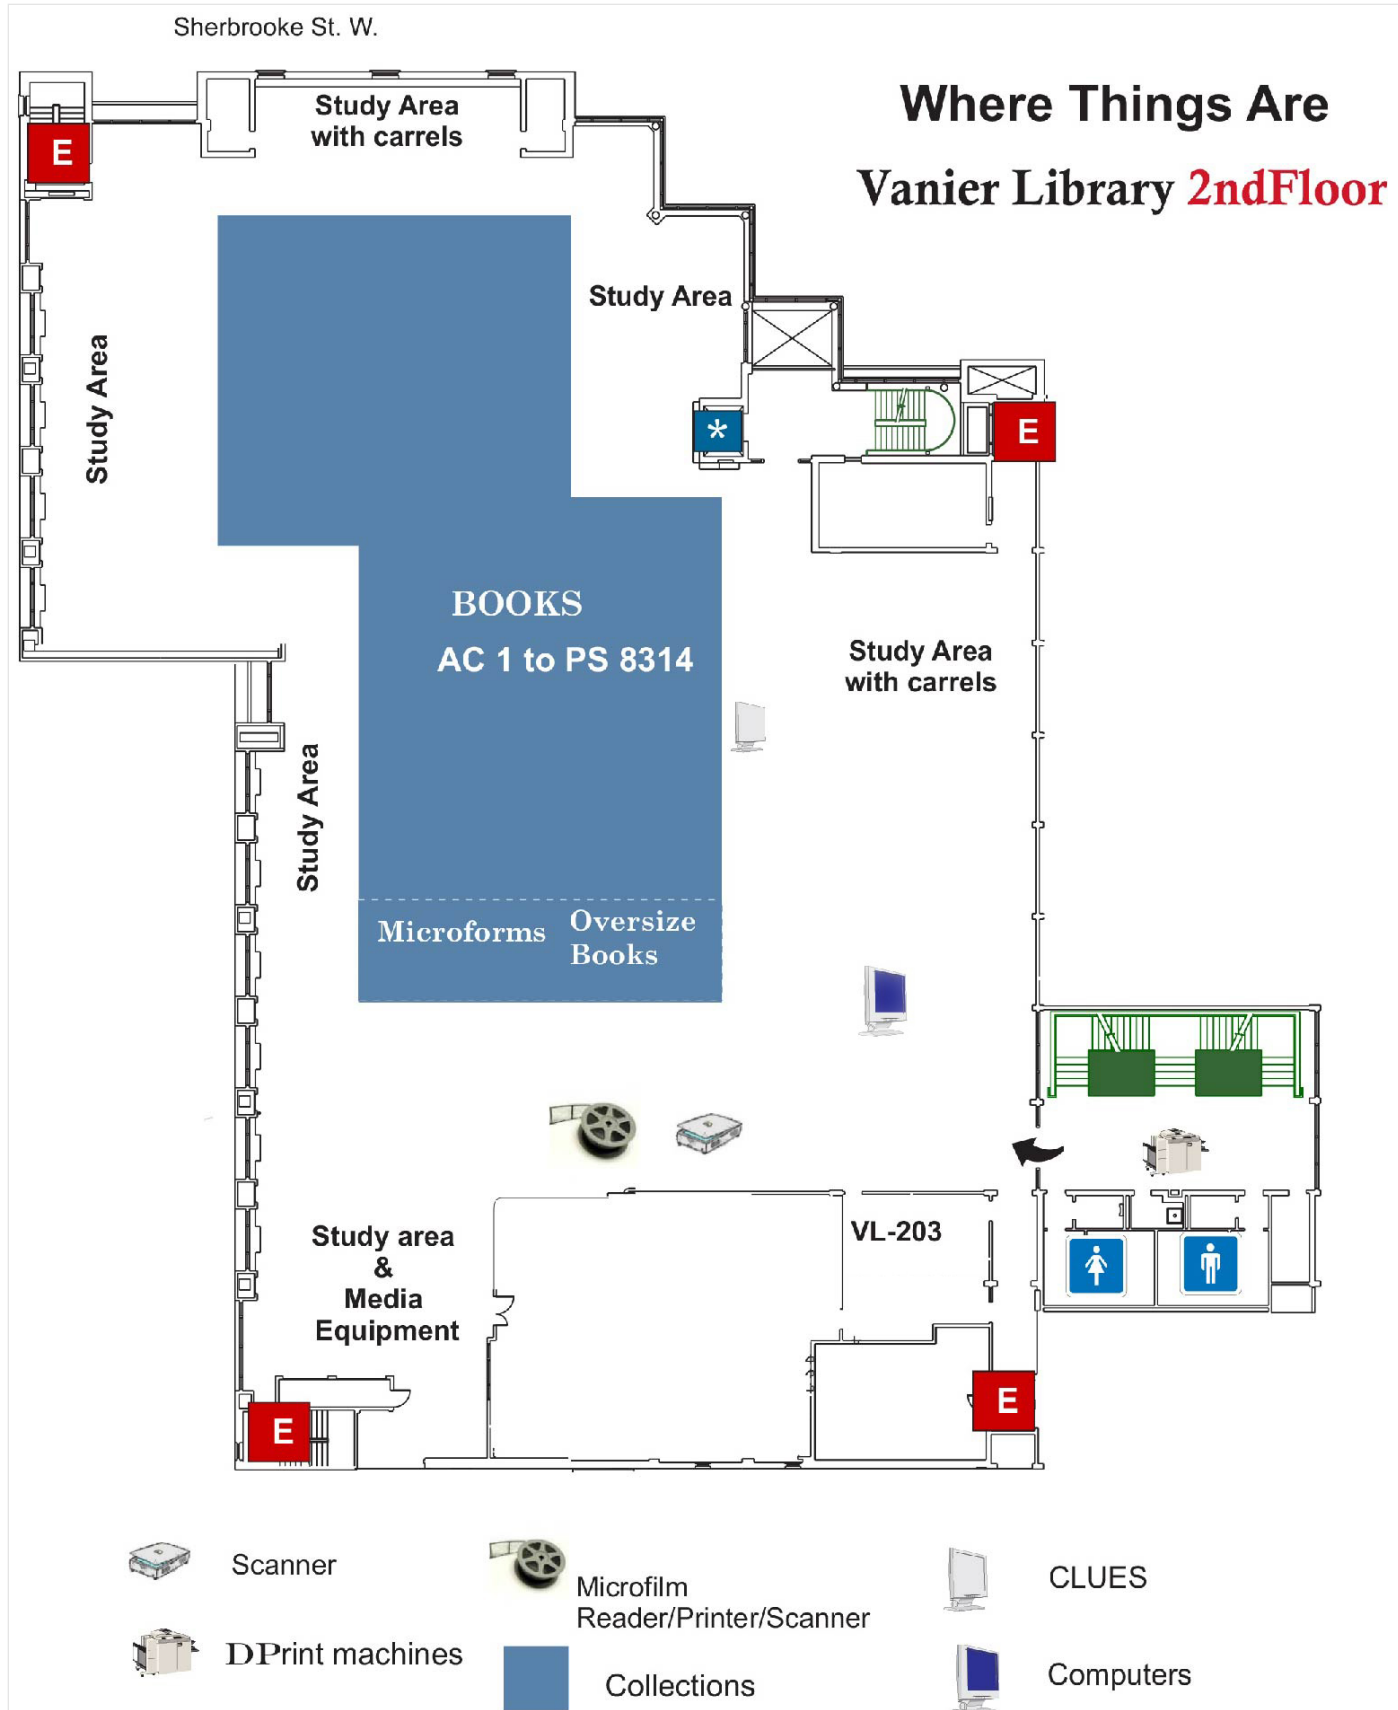 Sherbrooke St. W.
Where Things Are
Vanier Library 2ndFloor
Study Area
with carrels
E
Study Area
Study Area
*
E
BOOKS
AC 1 to PS 8314
Study Area
with carrels
Study Area
Microforms
Oversize
Books
VL-203
Study area
&
Media
Equipment
E
E
Scanner
Microfilm
Reader/Printer/Scanner
CLUES
DPrint machines
Collections
Computers